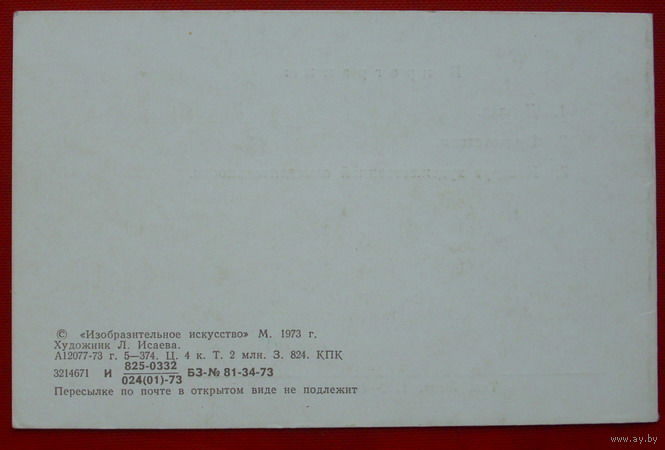 © «Изобразительное искусство» М. 1973 г.
Художник Л. Исаева.
А12077-73 г. 5—374. Ц. 4 к. Т. 2 млн. З. 824. КПК
3214671 И 825-0332 БЗ-№ 81-34-73
024(01)-73
Пересылке по почте в открытом виде не подлежит
www.ay.by